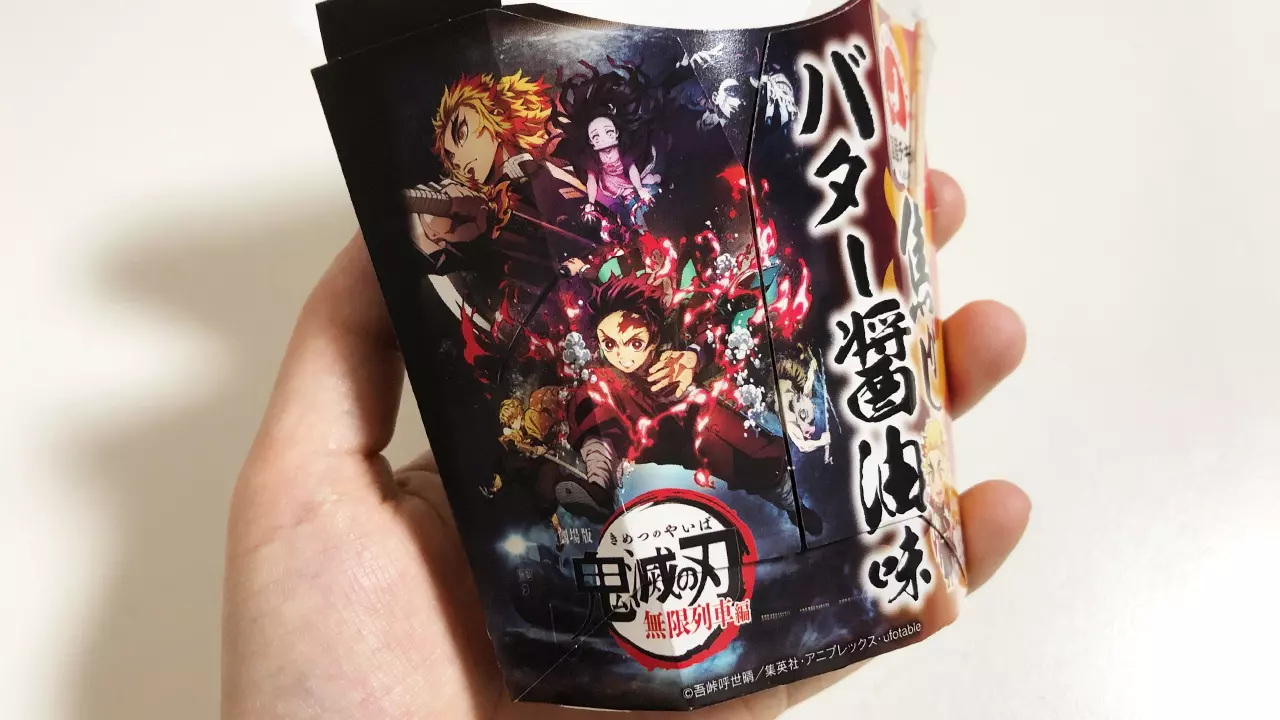 焦がし
バター醤油味
劇場版
きめつのやいば
鬼滅の刃
無限列車編
©吾峠呼世晴／集英社・アニプレックス・ufotable